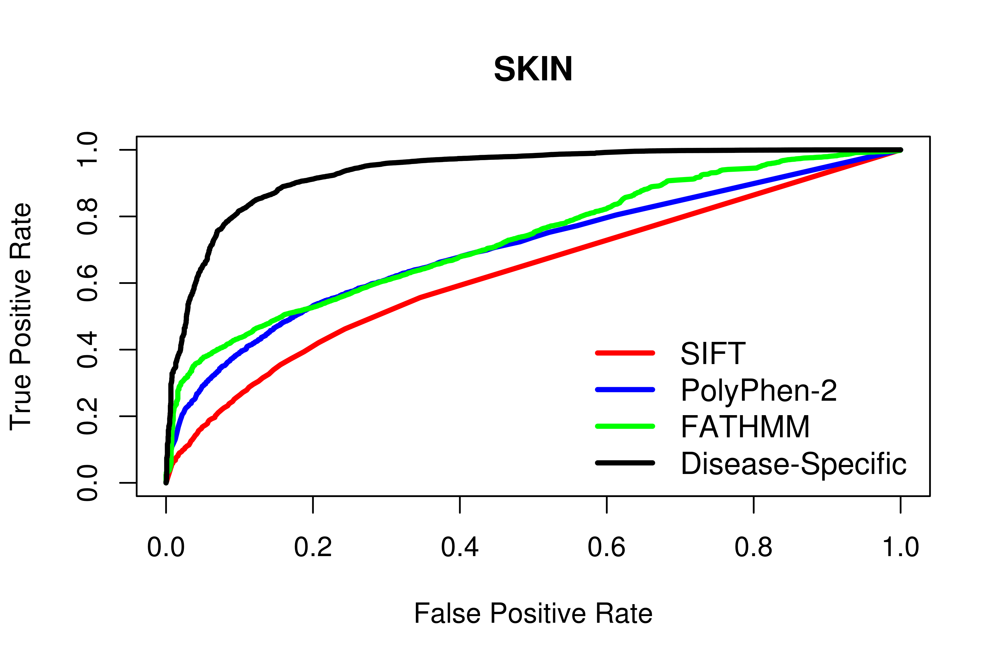 SKIN
True Positive Rate
1.0
0.8
0.6
0.4
0.2
0.0
SIFT
PolyPhen-2
FATHMM
Disease-Specific
0.0 0.2 0.4 0.6 0.8 1.0
False Positive Rate